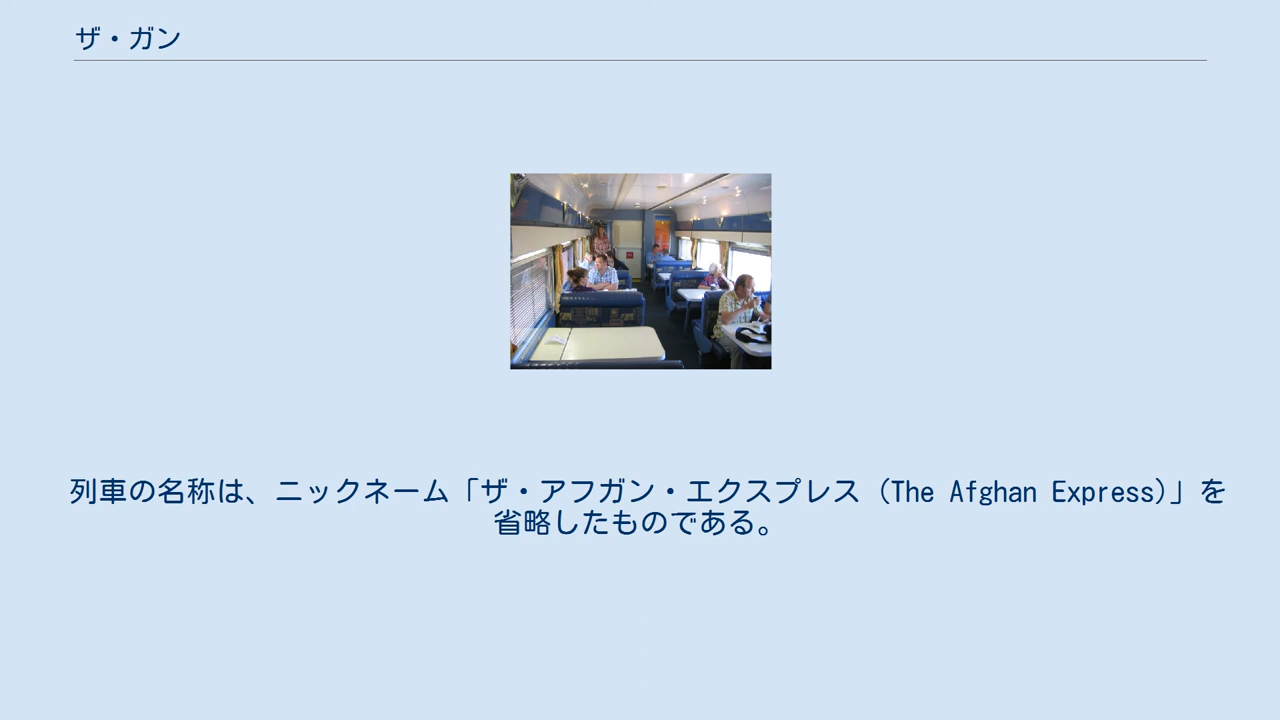 ザ・ガン
列車の名称は、ニックネーム「ザ・アフガン・エクスプレス (The Afghan Express)」を
省略したものである。